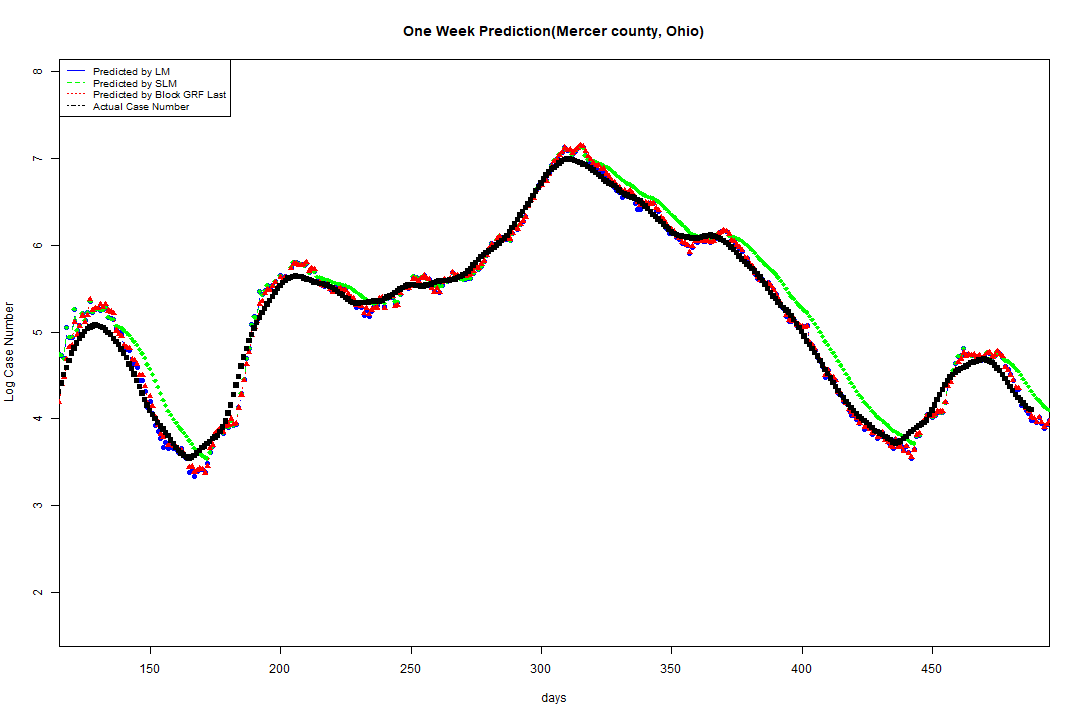 One Week Prediction(Mercer county, Ohio)
Predicted by LM
Predicted by SLM
Predicted by Block GRF Last
Actual Case Number
Log Case Number
8
7
6
5
4
3
2
150 200 250 300 350 400 450
days